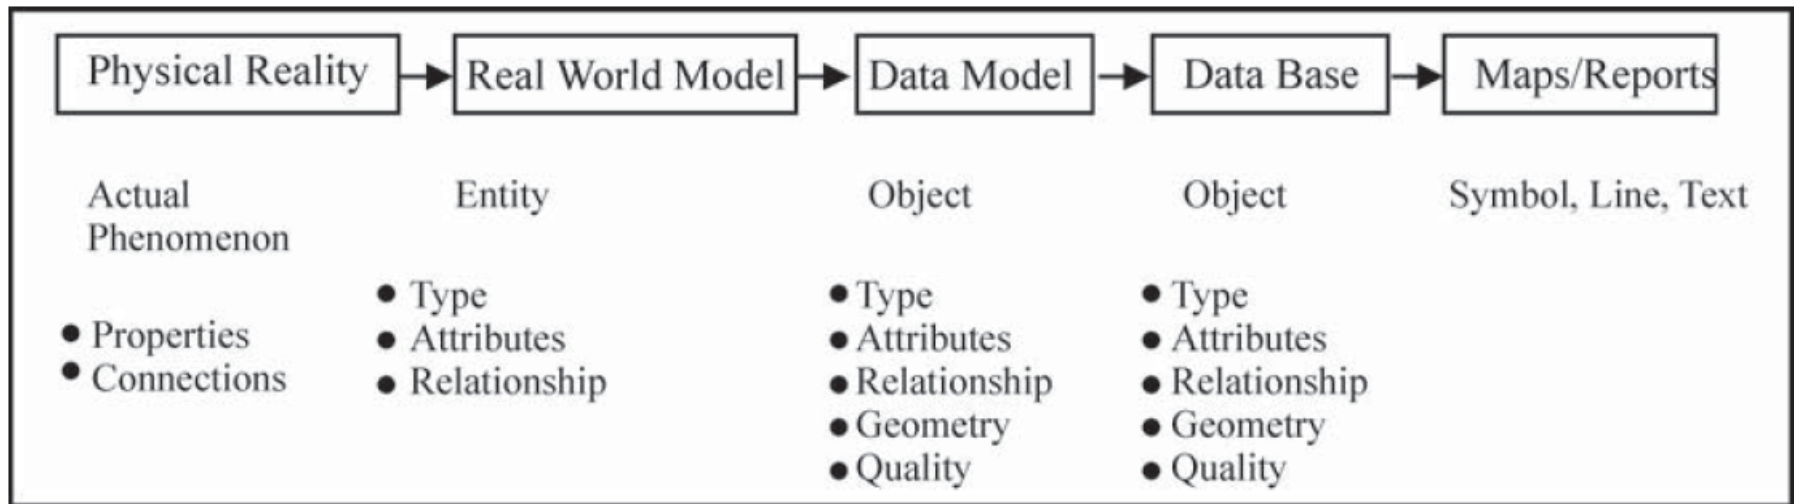 Physical Reality
Real World Model
Data Model
Data Base
Maps/Reports
Actual
Phenomenon
Entity
Object
Object
Symbol, Line, Text
● Properties
● Connections
● Type
● Attributes
● Relationship
● Type
● Attributes
● Relationship
● Geometry
● Quality
● Type
● Attributes
● Relationship
● Geometry
● Quality